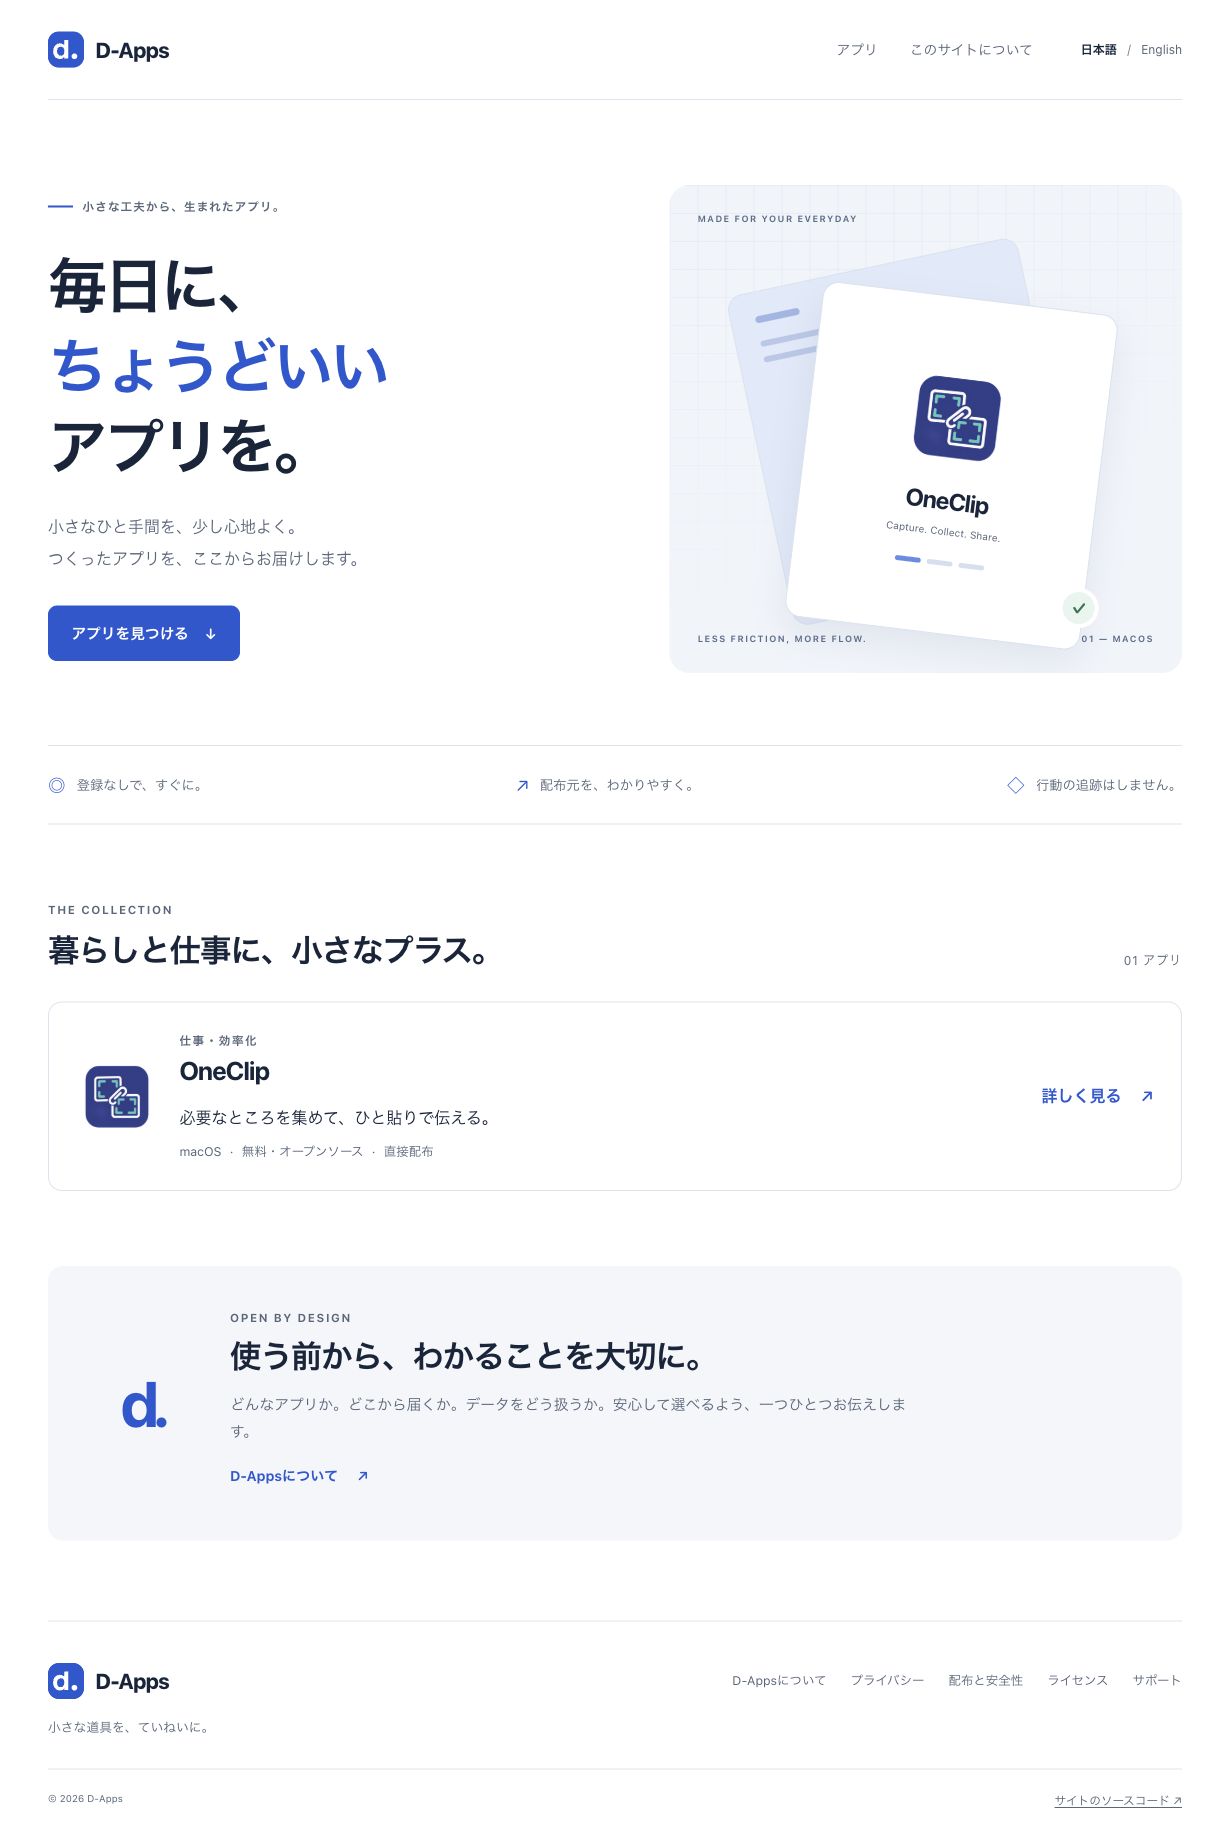 d. D-Apps
アプリ このサイトについて 日本語 / English
小さな工夫から、生まれたアプリ。
毎日に、
ちょうどいい
アプリを。
小さなひと手間を、少し心地よく。
つくったアプリを、ここからお届けします。
アプリを見つける ↓
MADE FOR YOUR EVERYDAY
OneClip
Capture. Collect. Share.
LESS FRICTION, MORE FLOW.
01 — MACOS
登録なしで、すぐに。
配布元を、わかりやすく。
行動の追跡はしません。
THE COLLECTION
暮らしと仕事に、小さなプラス。
01 アプリ
仕事・効率化
OneClip
必要なところを集めて、ひと貼りで伝える。
macOS · 無料・オープンソース · 直接配布
詳しく見る ↗
d.
OPEN BY DESIGN
使う前から、わかることを大切に。
どんなアプリか。どこから届くか。データをどう扱うか。安心して選べるよう、一つひとつお伝えしま
す。
D-Appsについて ↗
d. D-Apps
小さな道具を、ていねいに。
D-Appsについて プライバシー 配布と安全性 ライセンス サポート
© 2026 D-Apps
サイトのソースコード ↗